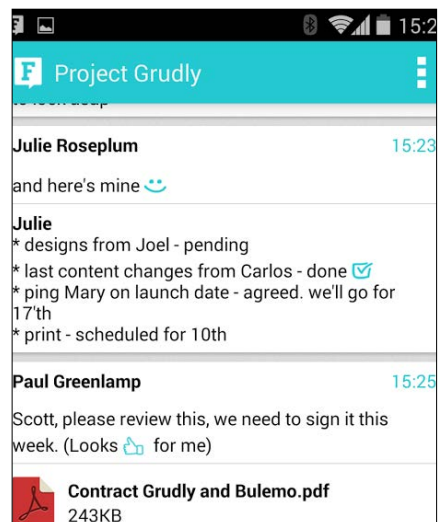 15:2
F Project Grudly
to look asap
Julie Roseplum 15:23
and here's mine
Julie
* designs from Joel - pending
* last content changes from Carlos - done
* ping Mary on launch date - agreed. we'll go for
17'th
* print - scheduled for 10th
Paul Greenlamp 15:25
Scott, please review this, we need to sign it this
week. (Looks for me)
Contract Grudly and Bulemo.pdf
243KB